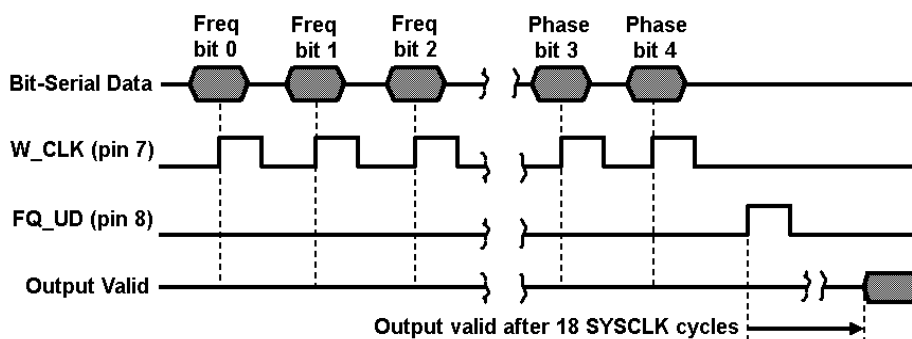 Freq bit 0
Freq bit 1
Freq bit 2
Phase bit 3
Phase bit 4
Bit-Serial Data
W_CLK (pin 7)
FQ_UD (pin 8)
Output Valid
Output valid after 18 SYSCLK cycles